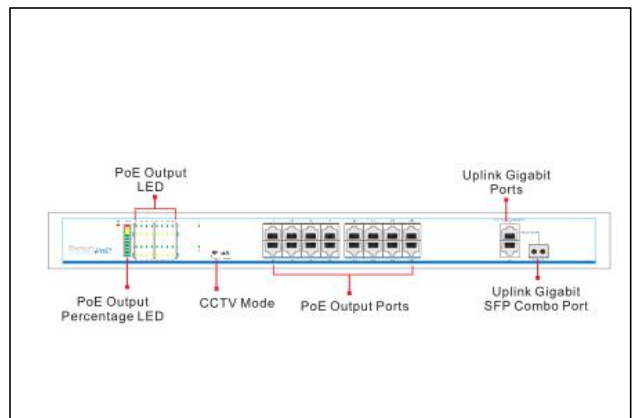 PoE Output
LED
Uplink Gigabit
Ports
PoE Output
Percentage LED
CCTV Mode
PoE Output Ports
Uplink Gigabit
SFP Combo Port